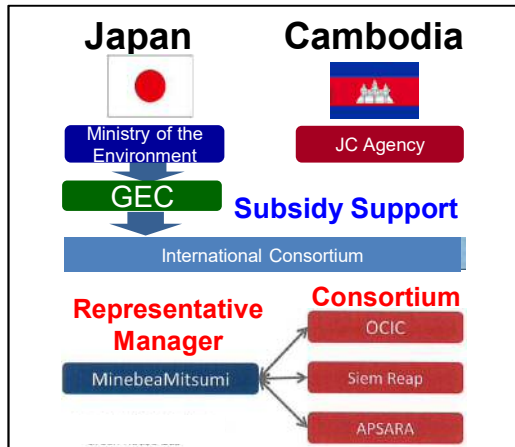 Japan
Cambodia
Ministry of the
Environment
JC Agency
GEC
Subsidy Support
International Consortium
Representative
Manager
Consortium
OCIC
MinebeaMitsumi
Siem Reap
APSARA